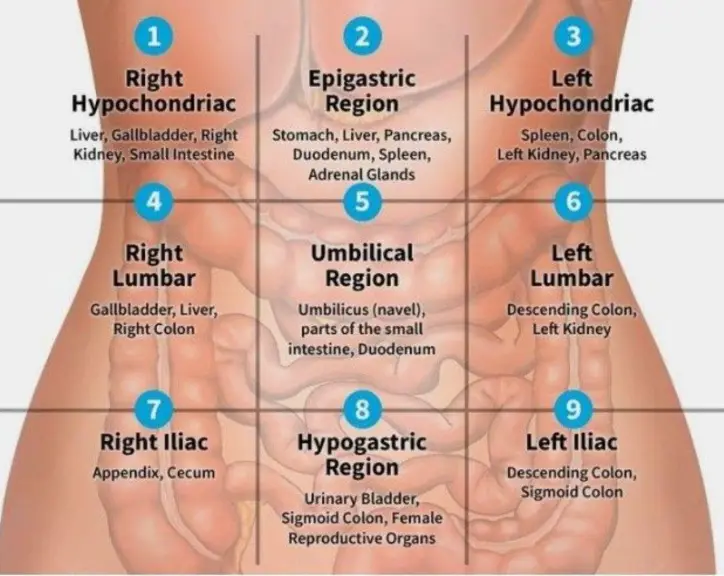 1
Right
Hypochondriac
Liver, Gallbladder, Right
Kidney, Small Intestine
2
Epigastric
Region
Stomach, Liver, Pancreas,
Duodenum, Spleen,
Adrenal Glands
3
Left
Hypochondriac
Spleen, Colon,
Left Kidney, Pancreas
4
Right
Lumbar
Gallbladder, Liver,
Right Colon
5
Umbilical
Region
Umbilicus (navel),
parts of the small
intestine, Duodenum
6
Left
Lumbar
Descending Colon,
Left Kidney
7
Right Iliac
Appendix, Cecum
8
Hypogastric
Region
Urinary Bladder,
Sigmoid Colon, Female
Reproductive Organs
9
Left Iliac
Descending Colon,
Sigmoid Colon